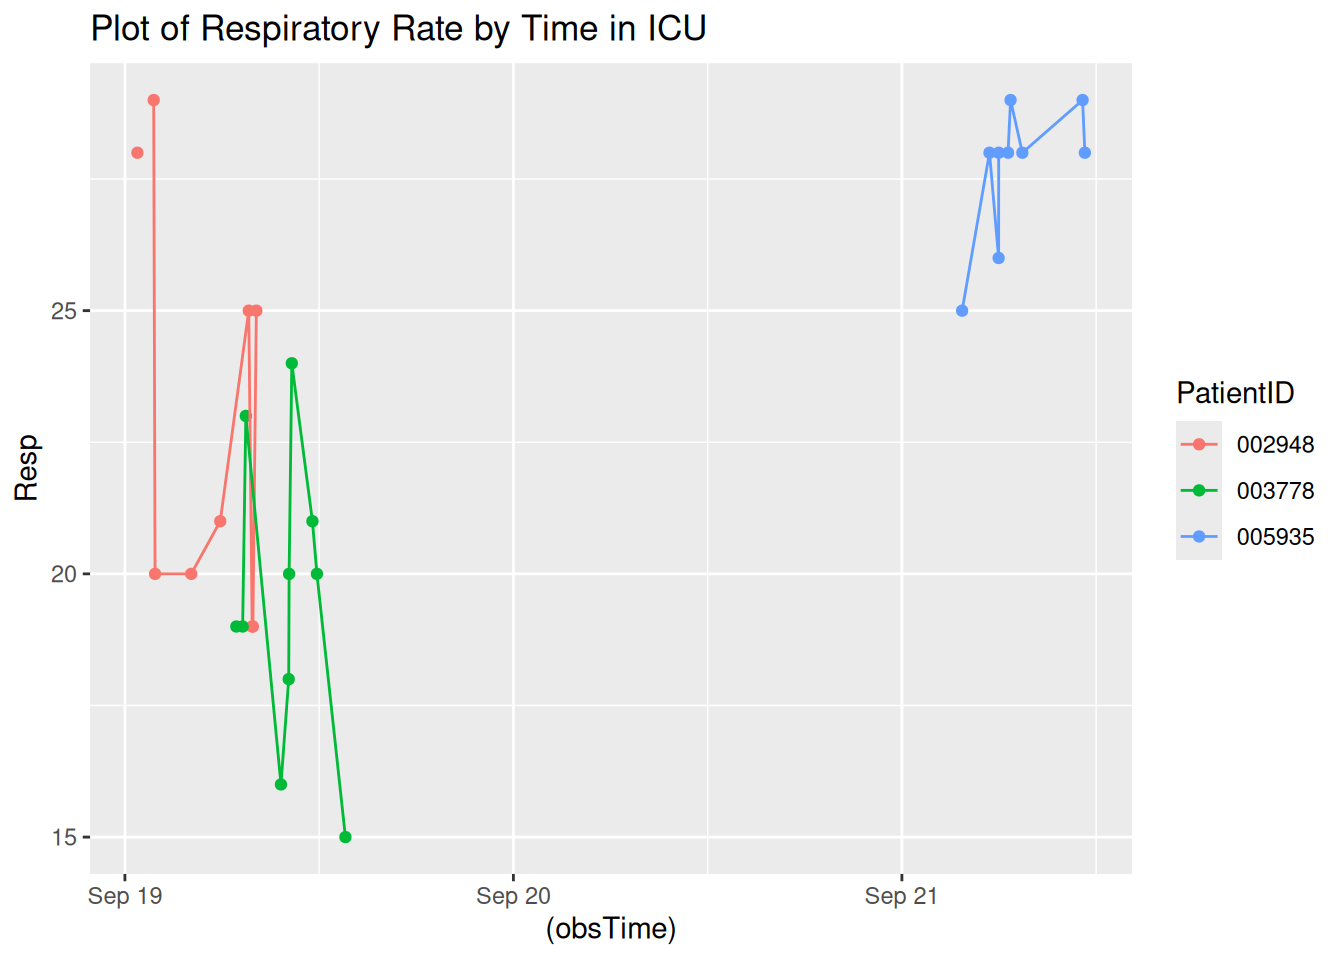 Plot of Respiratory Rate by Time in ICU
Resp
25
20
15
Sep 19
Sep 20
Sep 21
(obsTime)
PatientID
002948
003778
005935